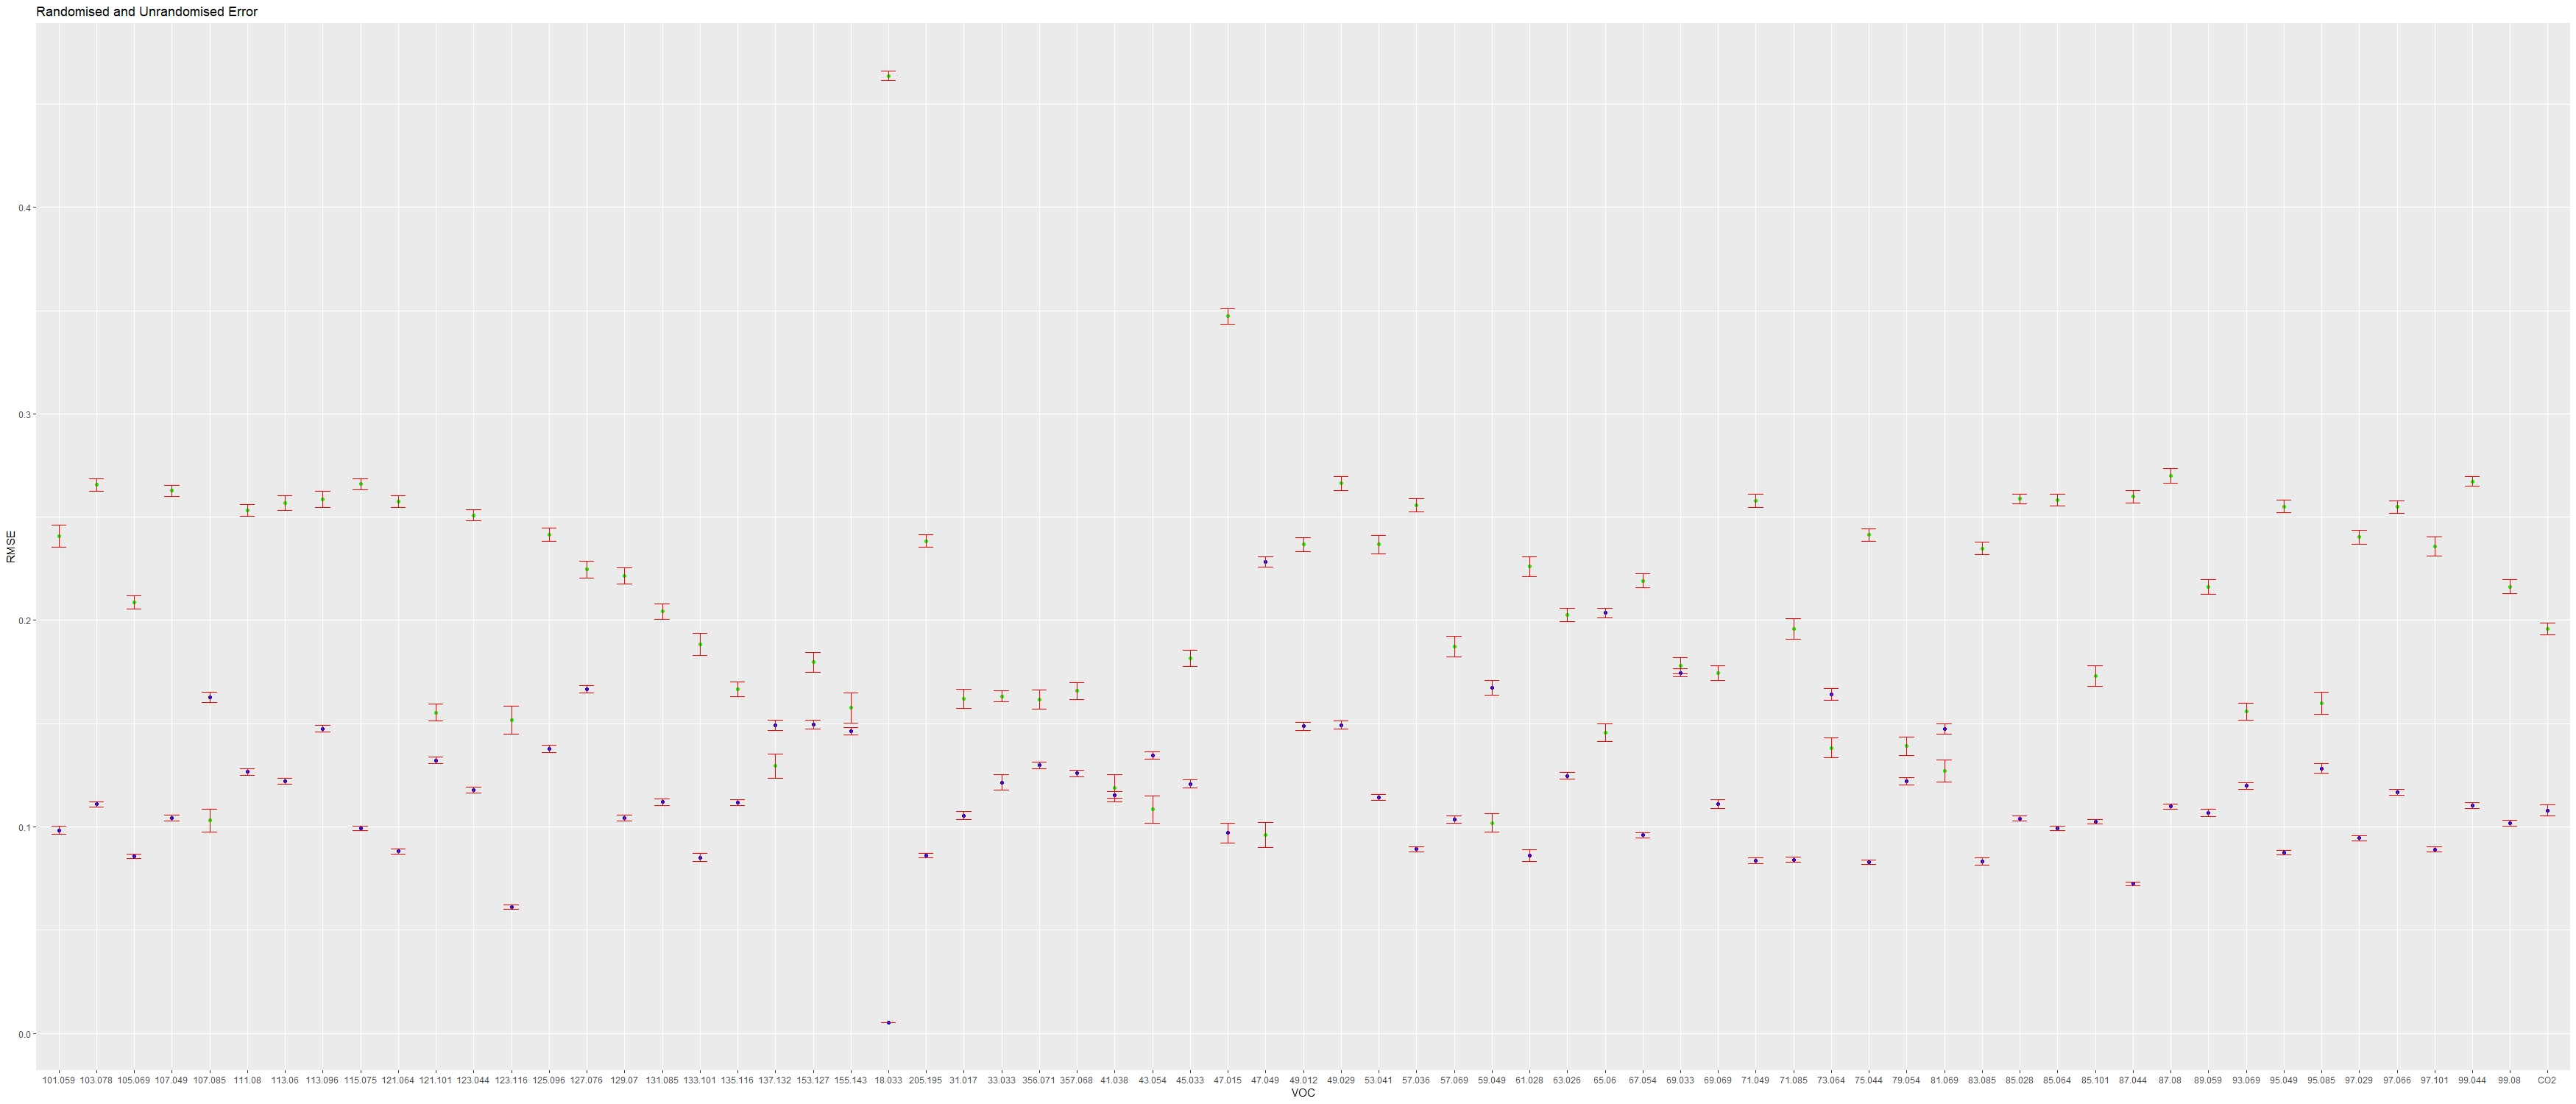 Randomised and Unrandomised Error
RMSE
0.4
0.3
0.2
0.1
0.0
101.059 103.078 105.069 107.049 107.085 111.08 113.06 113.096 115.075 121.064 121.101 123.044 123.116 125.096 127.076 129.07 131.085 133.101 135.116 137.132 153.127 155.143 18.033 205.195 31.017 33.033 356.071 357.068 41.038 43.054 45.033 47.015 47.049 49.012 49.029 53.041 57.036 57.069 59.049 61.028 63.026 65.06 67.054 69.033 69.069 71.049 71.085 73.064 75.044 79.054 81.069 83.085 85.028 85.064 85.101 87.044 87.08 89.059 93.069 95.049 95.085 97.029 97.066 97.101 99.044 99.08 CO2
VOC